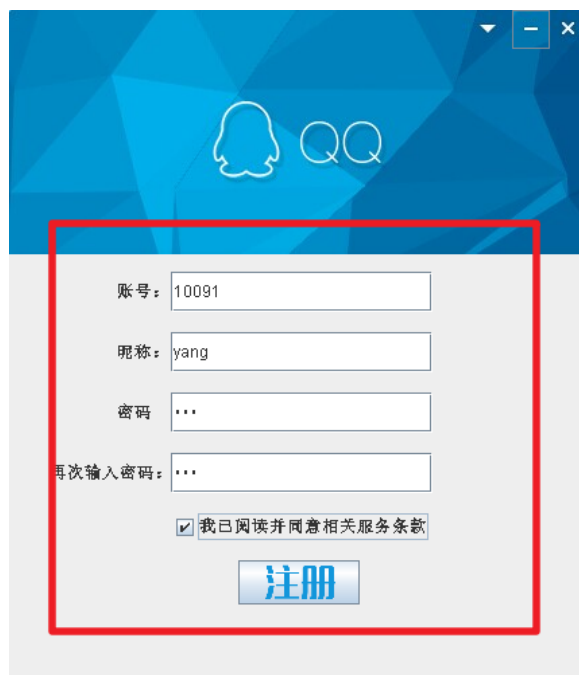 QQ
账号: 10091
昵称: yang
密码 •••
再次输入密码: •••
我已阅读并同意相关服务条款
注册